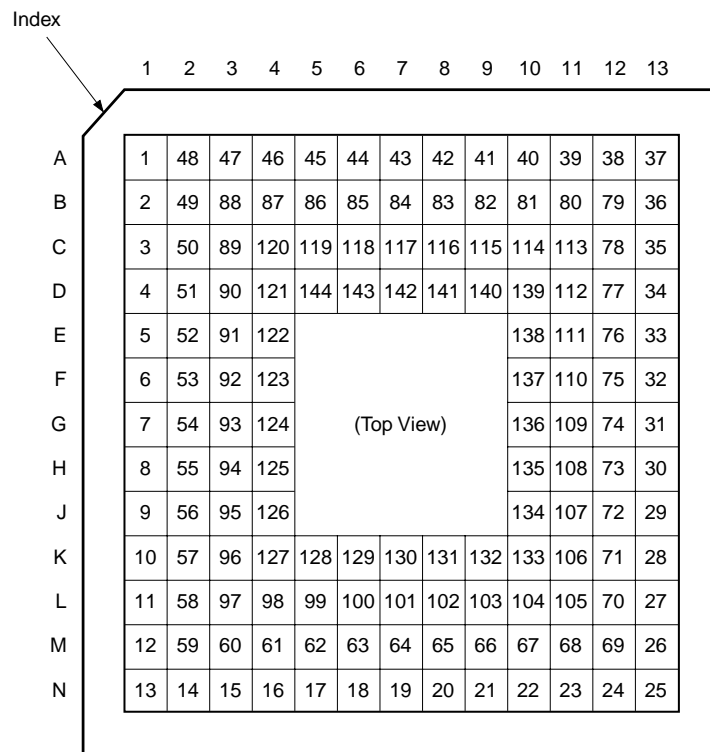 Index
1 2 3 4 5 6 7 8 9 10 11 12 13
A 1 48 47 46 45 44 43 42 41 40 39 38 37
B 2 49 88 87 86 85 84 83 82 81 80 79 36
C 3 50 89 120 119 118 117 116 115 114 113 78 35
D 4 51 90 121 144 143 142 141 140 139 112 77 34
E 5 52 91 122 138 111 76 33
F 6 53 92 123 137 110 75 32
G 7 54 93 124 (Top View) 136 109 74 31
H 8 55 94 125 135 108 73 30
J 9 56 95 126 134 107 72 29
K 10 57 96 127 128 129 130 131 132 133 106 71 28
L 11 58 97 98 99 100 101 102 103 104 105 70 27
M 12 59 60 61 62 63 64 65 66 67 68 69 26
N 13 14 15 16 17 18 19 20 21 22 23 24 25